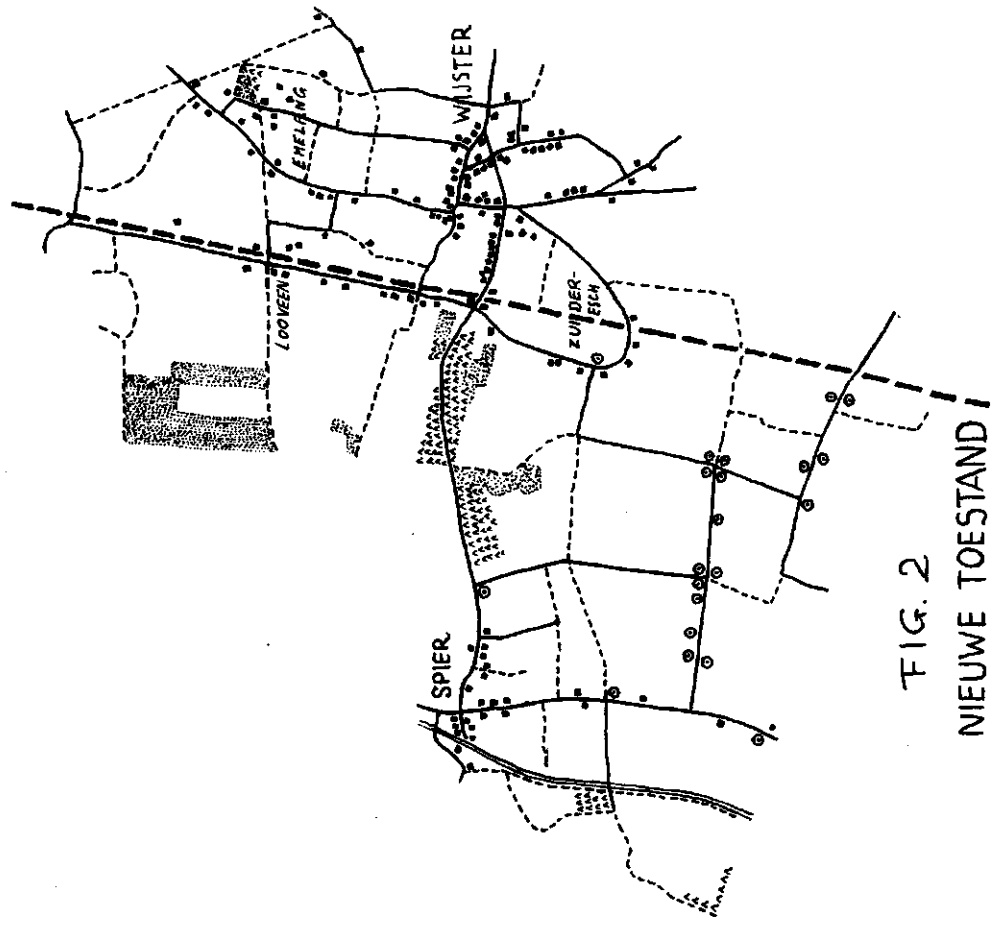 LOOVEEN
EMELANG
SPIER
WIJSTER
ZUIDER-
ESCH
FIG. 2
NIEUWE TOESTAND